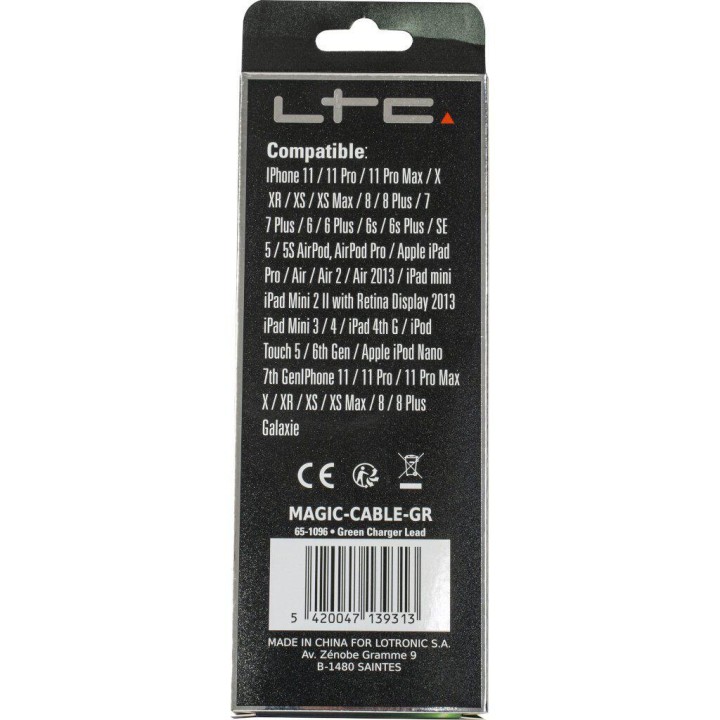 LTC
Compatible:
IPhone 11 / 11 Pro / 11 Pro Max / X
XR / XS / XS Max / 8 / 8 Plus / 7
7 Plus / 6 / 6 Plus / 6s / 6s Plus / SE
5 / 5S AirPod, AirPod Pro / Apple iPad
Pro / Air / Air 2 / Air 2013 / iPad mini
iPad Mini 2 II with Retina Display 2013
iPad Mini 3 / 4 / iPad 4th G / iPod
Touch 5 / 6th Gen / Apple iPod Nano
7th GenIPhone 11 / 11 Pro / 11 Pro Max
X / XR / XS / XS Max / 8 / 8 Plus
Galaxie
CE
MAGIC-CABLE-GR
65-1096 • Green Charger Lead
5 420047 139313
MADE IN CHINA FOR LOTRONIC S.A.
Av. Zénobe Gramme 9
B-1480 SAINTES